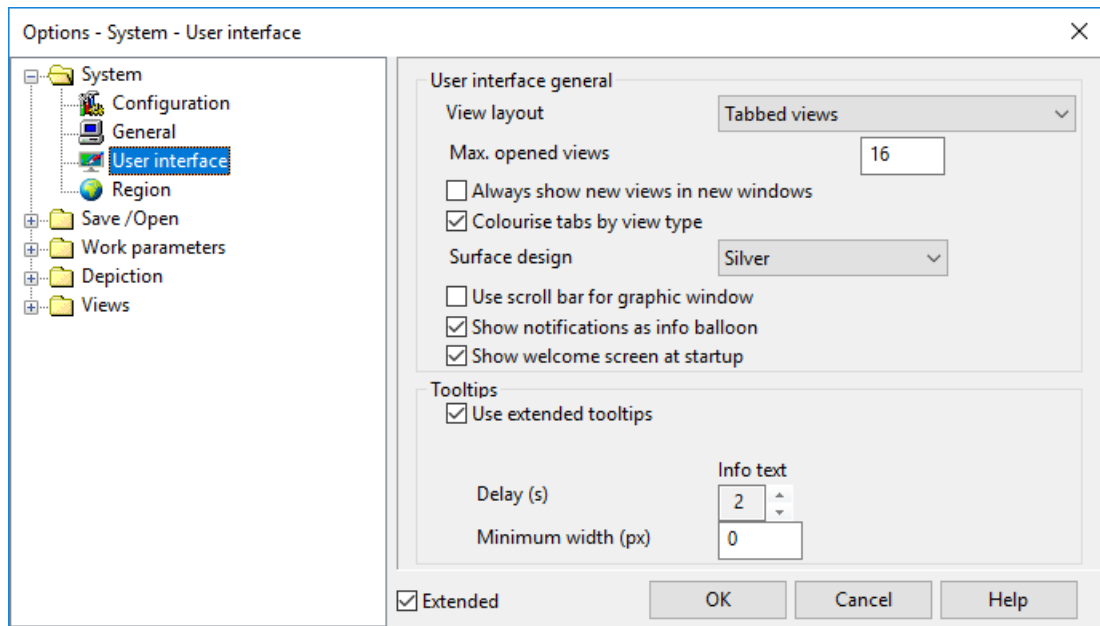 Options - System - User interface
System
Configuration
General
User interface
Region
Save /Open
Work parameters
Depiction
Views
User interface general
View layout Tabbed views
Max. opened views 16
Always show new views in new windows
Colourise tabs by view type
Surface design Silver
Use scroll bar for graphic window
Show notifications as info balloon
Show welcome screen at startup
Tooltips
Use extended tooltips
Info text
Delay (s) 2
Minimum width (px) 0
Extended OK Cancel Help